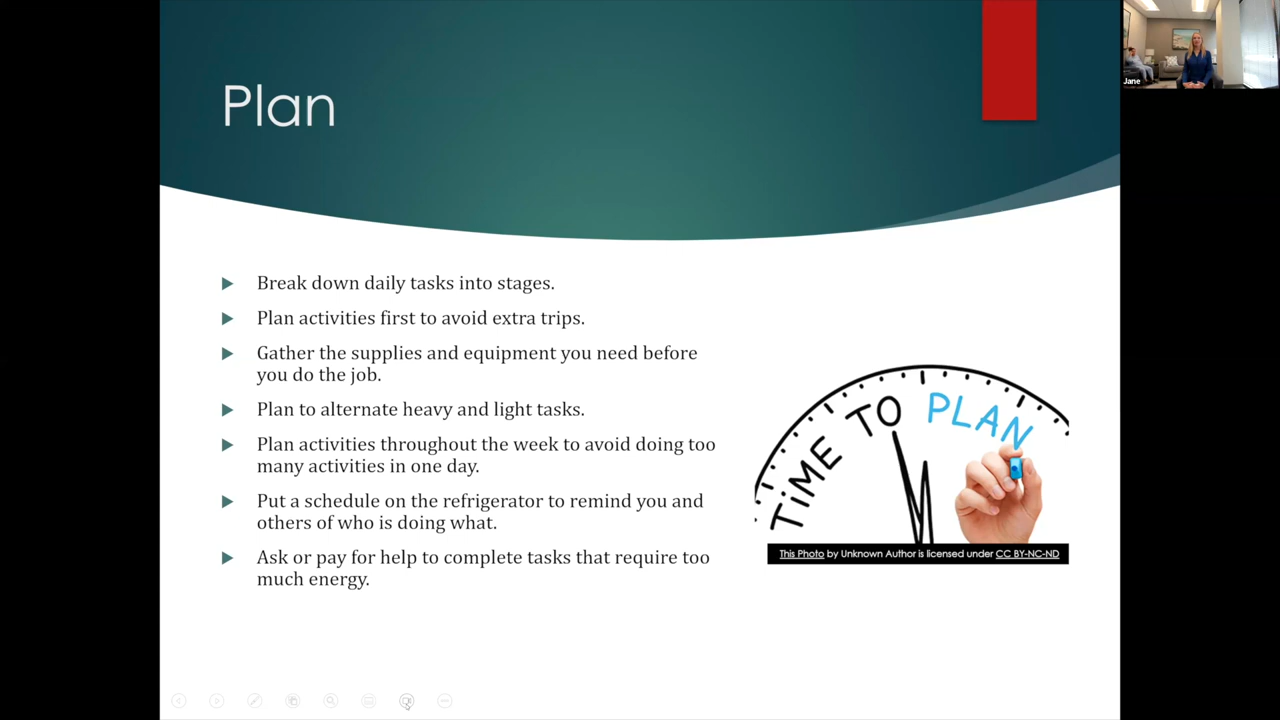 Plan
Jane
Break down daily tasks into stages.
Plan activities first to avoid extra trips.
Gather the supplies and equipment you need before
you do the job.
Plan to alternate heavy and light tasks.
Plan activities throughout the week to avoid doing too
many activities in one day.
Put a schedule on the refrigerator to remind you and
others of who is doing what.
Ask or pay for help to complete tasks that require too
much energy.
TiME TO PLAN
This Photo by Unknown Author is licensed under CC BY-NC-ND